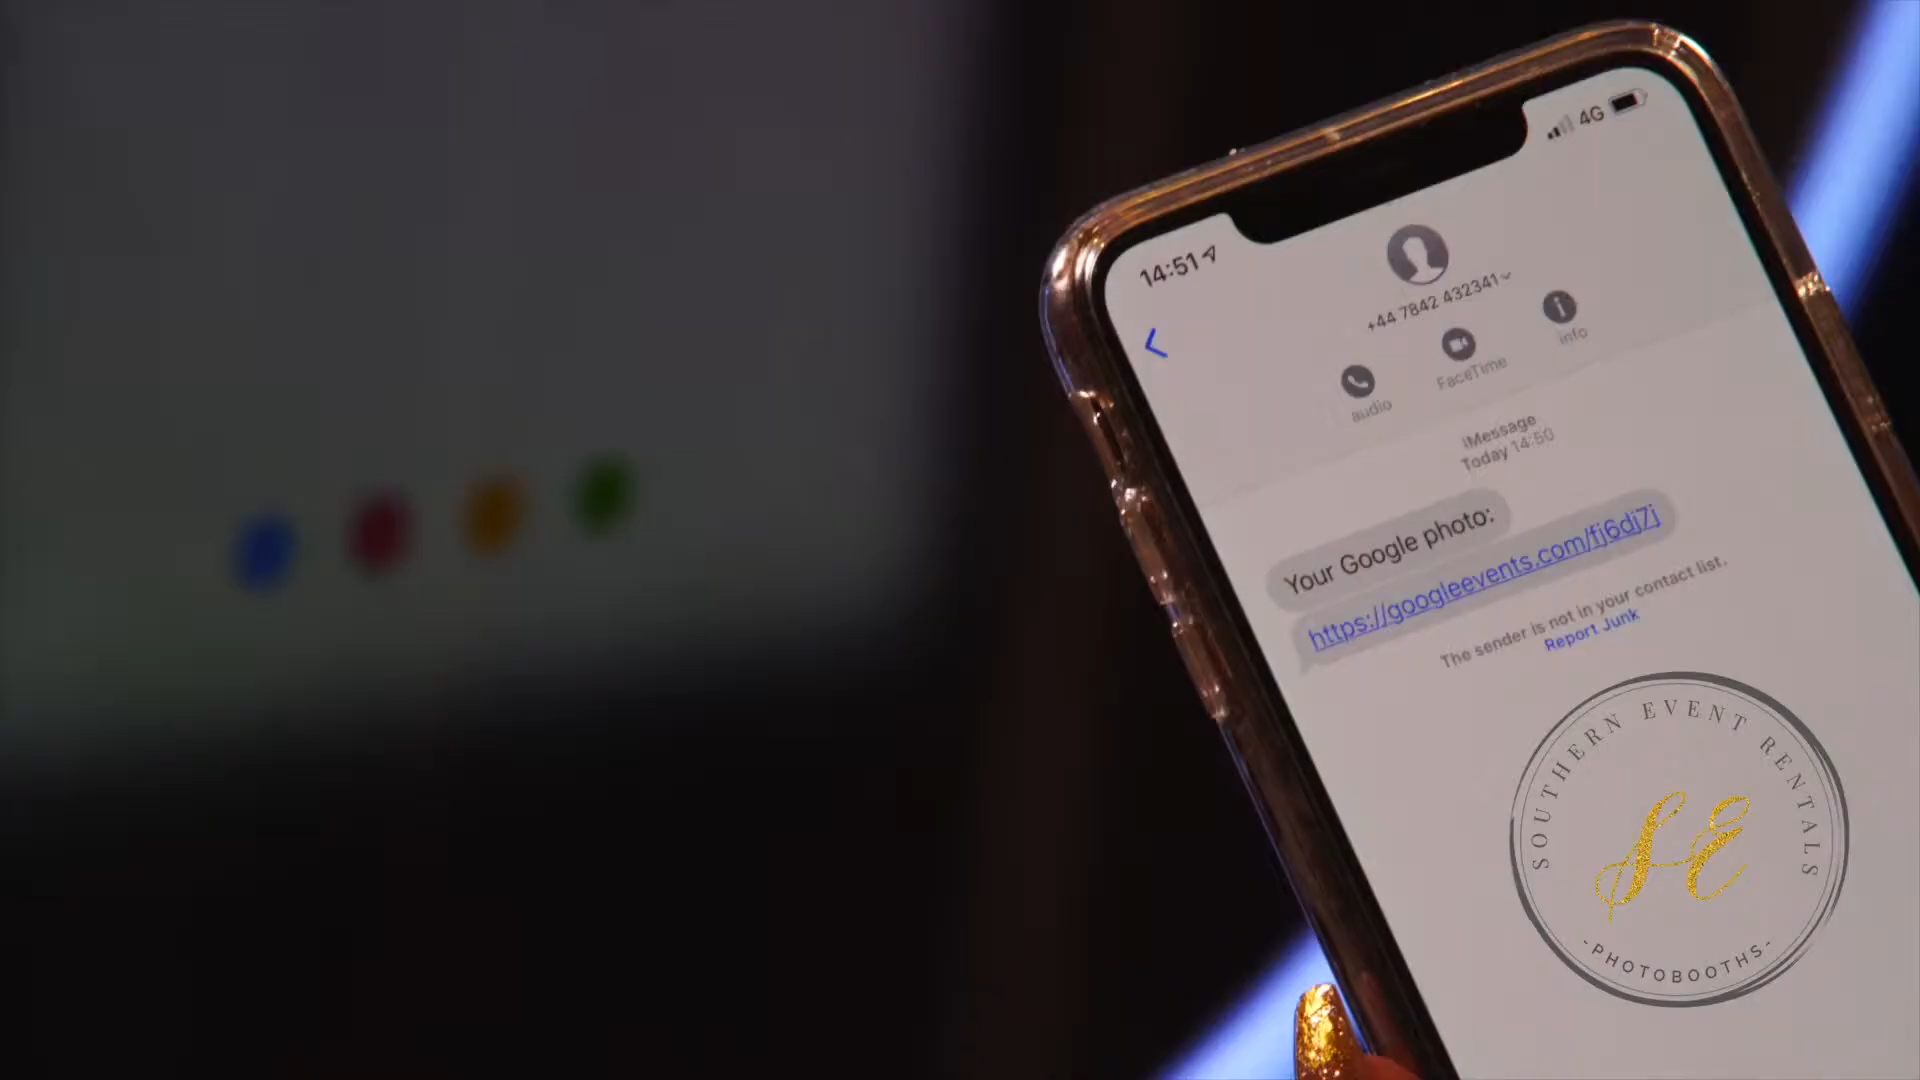 14:51
4G
+44 7842 432341
audio
FaceTime
info
iMessage
Today 14:50
Your Google photo:
https://googleevents.com/fj6dj7j
The sender is not in your contact list.
Report Junk
SOUTHERN EVENT RENTALS
SE
-PHOTOBOOTHS-